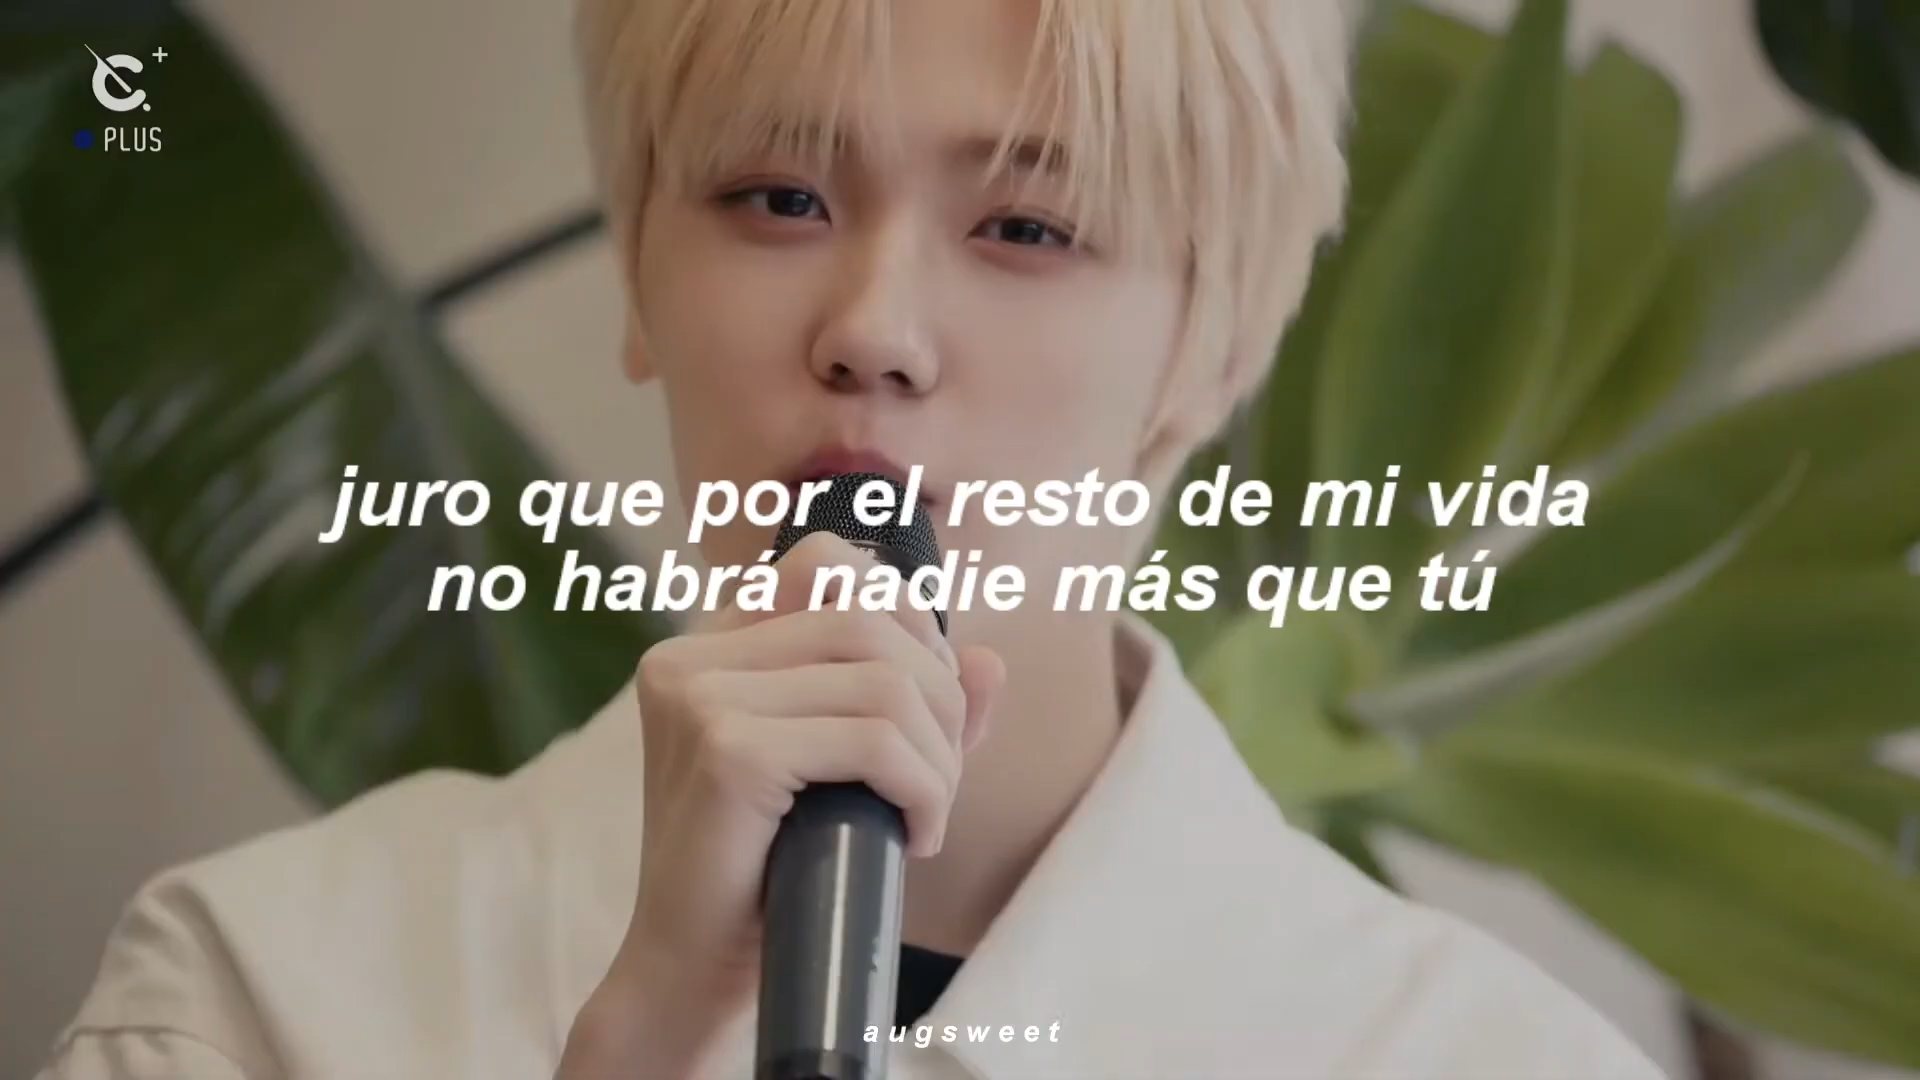 C.+
PLUS
juro que por el resto de mi vida
no habrá nadie más que tú
augsweet